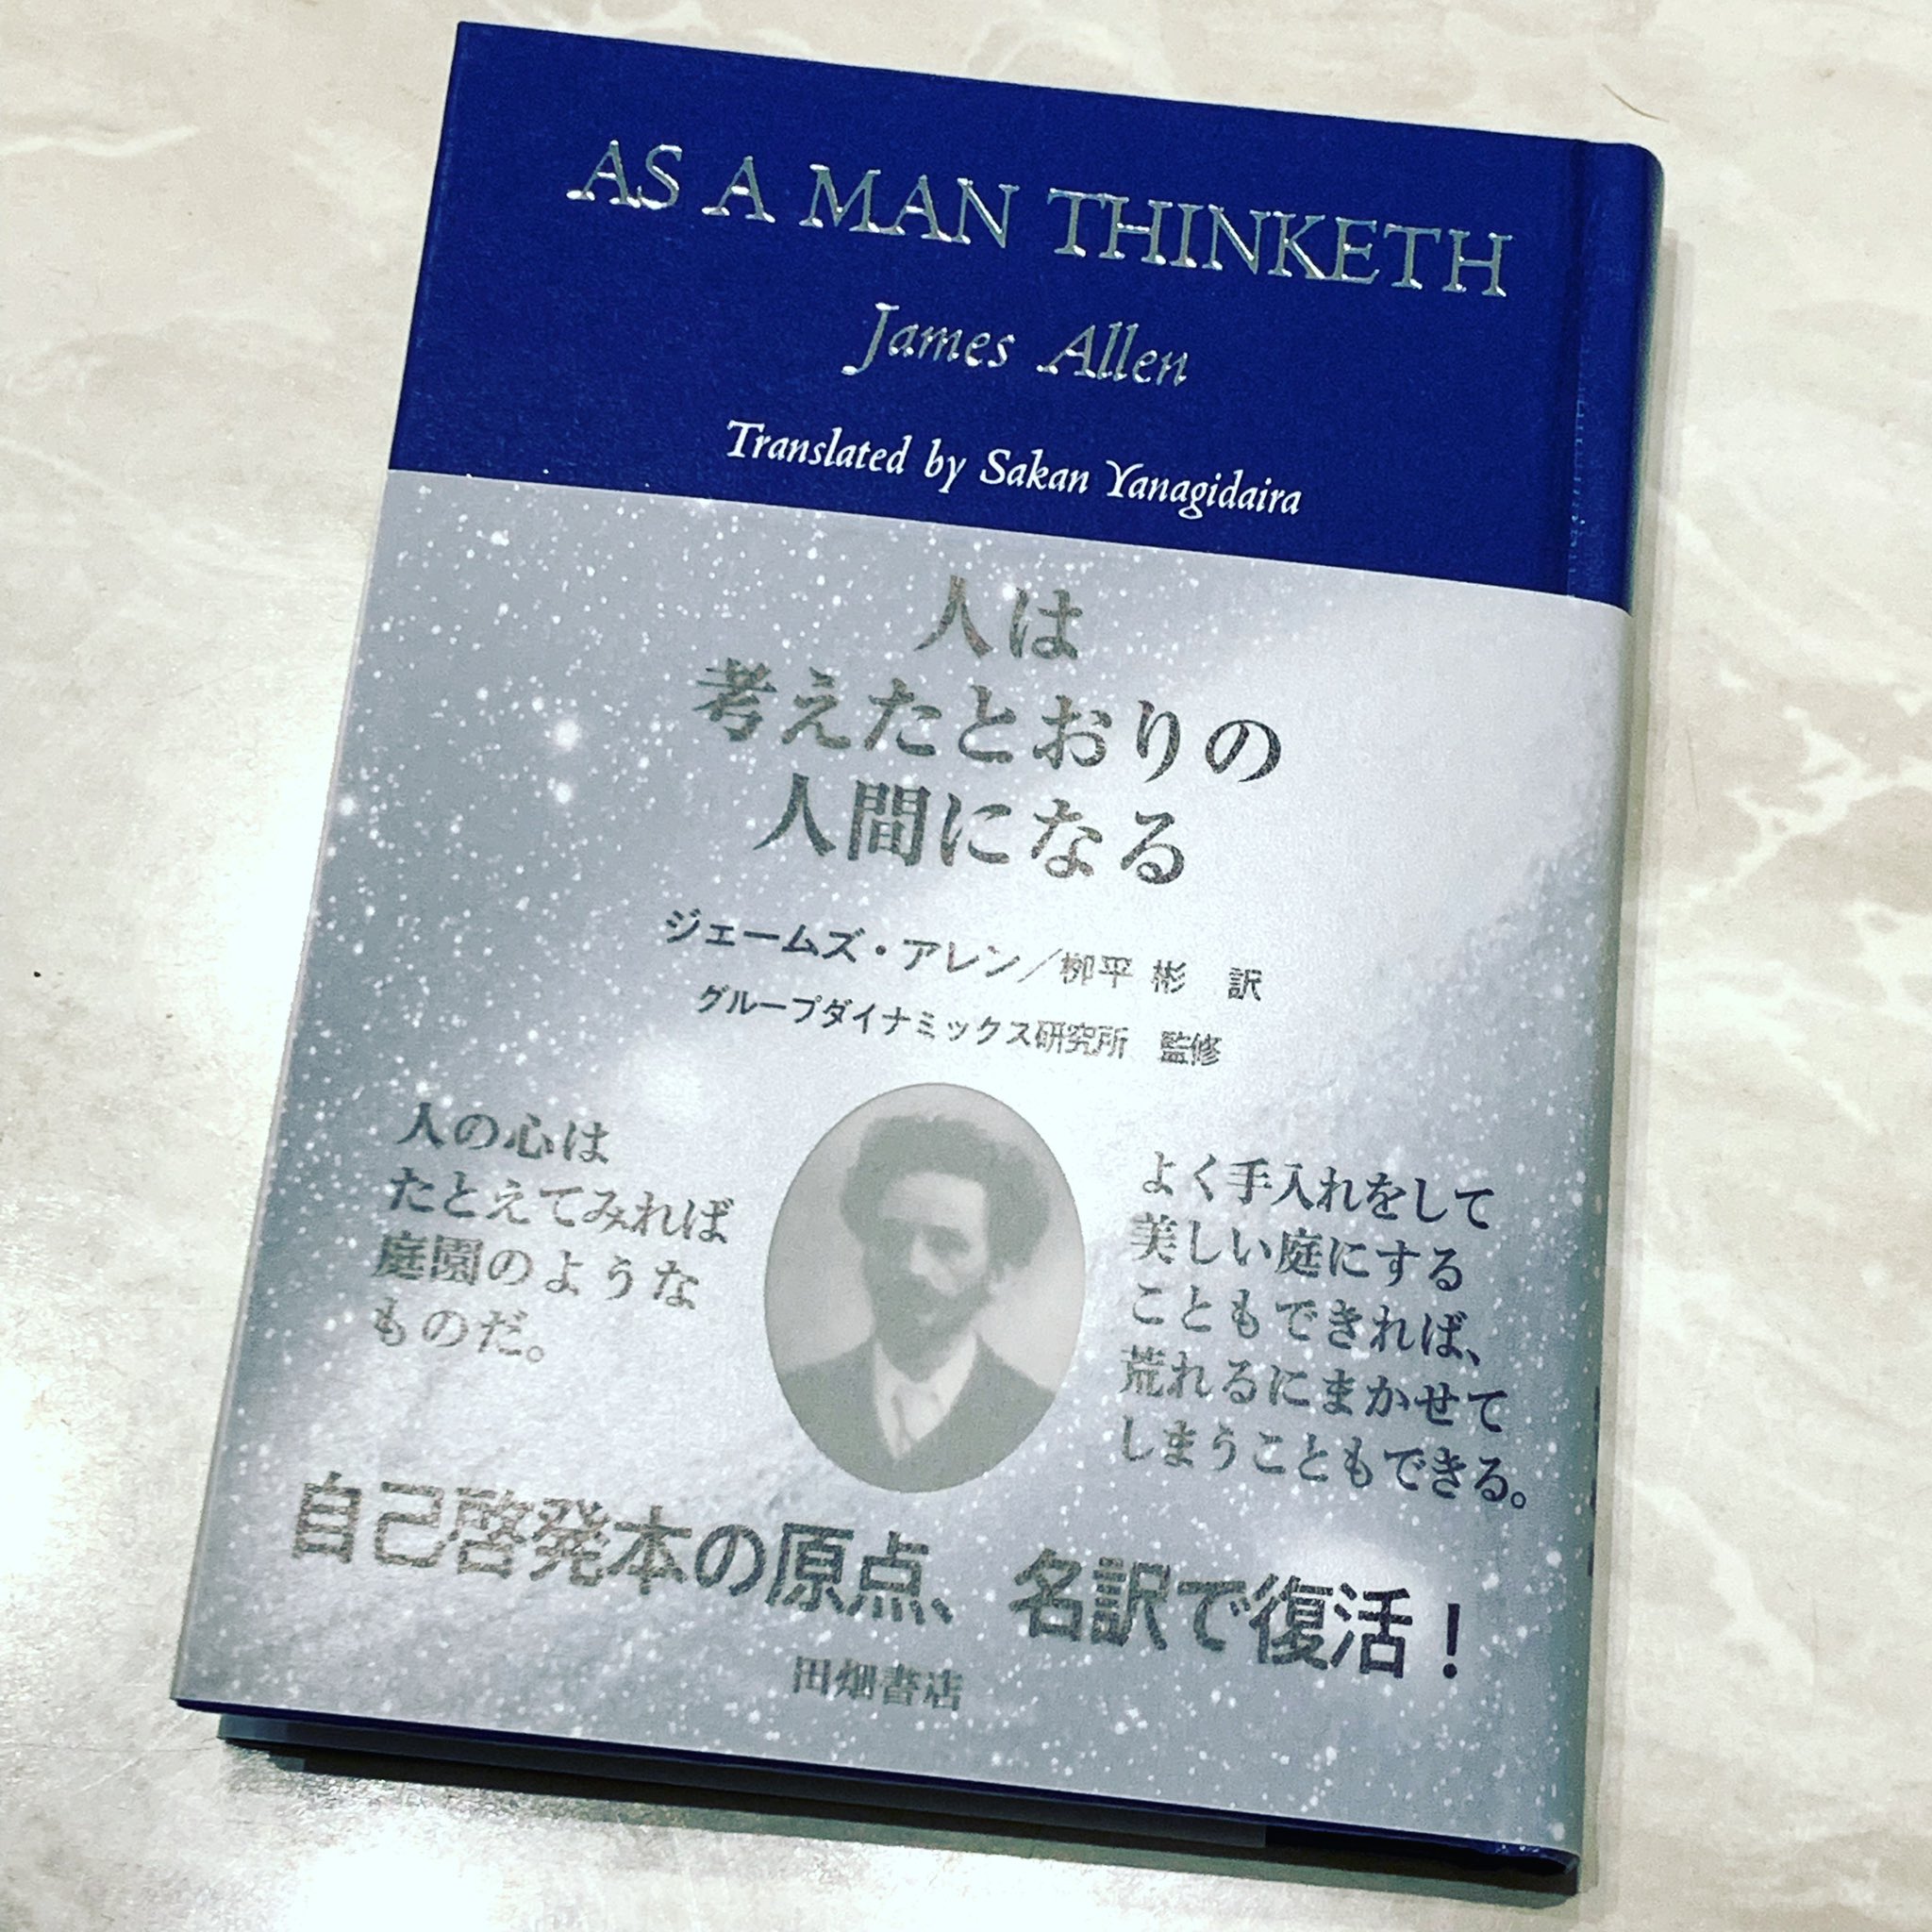 AS A MAN THINKETH
James Allen
Translated by Sakan Yanagidaira
人は
考えたとおりの
人間になる
ジェームズ・アレン／柳平 彬　訳
グループダイナミックス研究所　監修
人の心は
たとえてみれば
庭園のような
ものだ。
よく手入れをして
美しい庭にする
こともできれば、
荒れるにまかせて
しまうこともできる。
自己啓発本の原点、名訳で復活！
田畑書店